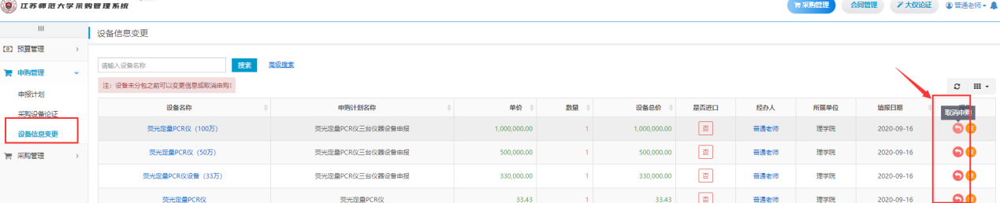 江苏师范大学采购管理系统
采购管理 合同管理 大仪论证 普通老师
设备信息变更
预算管理
申购管理
申报计划
采购设备论证
设备信息变更
采购管理
请输入设备名称 搜索 高级搜索
注：设备未分包之前可以变更信息或取消申购！
设备名称 申购计划名称 单价 数量 设备总价 是否进口 经办人 所属单位 填报日期
取消申购
荧光定量PCR仪（100万） 荧光定量PCR仪三台仪器设备申报 1,000,000.00 1 1,000,000.00 否 普通老师 理学院 2020-09-16
荧光定量PCR仪（50万） 荧光定量PCR仪三台仪器设备申报 500,000.00 1 500,000.00 否 普通老师 理学院 2020-09-16
荧光定量PCR仪设备（33万） 荧光定量PCR仪三台仪器设备申报 330,000.00 1 330,000.00 否 普通老师 理学院 2020-09-16
荧光定量PCR仪 荧光定量PCR仪 33.43 1 33.43 否 普通老师 理学院 2020-09-16